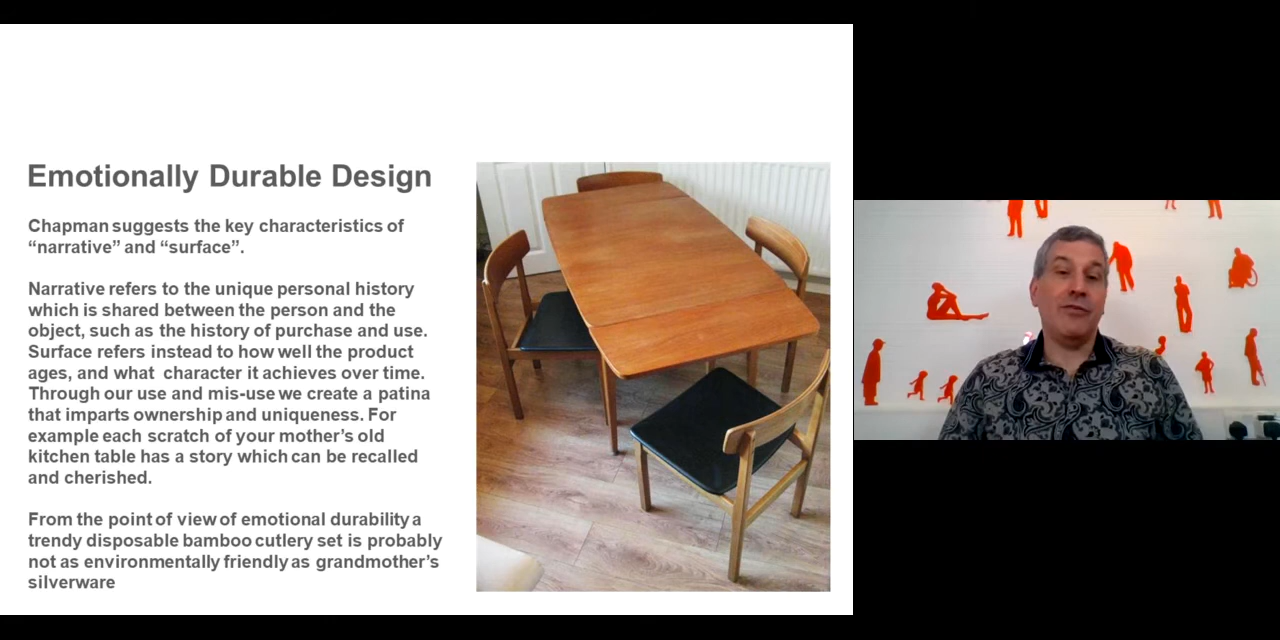 Emotionally Durable Design
Chapman suggests the key characteristics of
“narrative” and “surface”.
Narrative refers to the unique personal history
which is shared between the person and the
object, such as the history of purchase and use.
Surface refers instead to how well the product
ages, and what character it achieves over time.
Through our use and mis-use we create a patina
that imparts ownership and uniqueness. For
example each scratch of your mother’s old
kitchen table has a story which can be recalled
and cherished.
From the point of view of emotional durability a
trendy disposable bamboo cutlery set is probably
not as environmentally friendly as grandmother’s
silverware